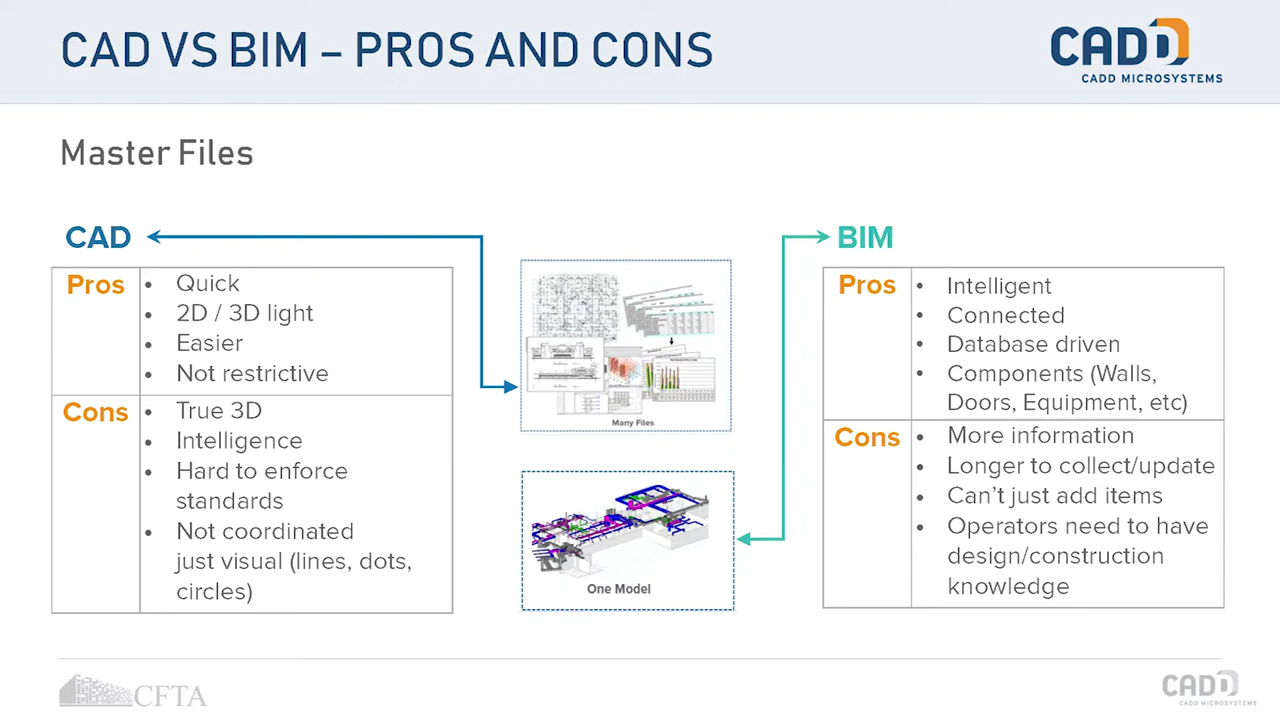 CAD VS BIM – PROS AND CONS
CADD
CADD MICROSYSTEMS
Master Files
CAD
Pros
• Quick
• 2D / 3D light
• Easier
• Not restrictive
Cons
• True 3D
• Intelligence
• Hard to enforce
standards
• Not coordinated
just visual (lines, dots,
circles)
Many Files
One Model
BIM
Pros
• Intelligent
• Connected
• Database driven
• Components (Walls,
Doors, Equipment, etc)
Cons
• More information
• Longer to collect/update
• Can't just add items
• Operators need to have
design/construction
knowledge
CFTA
CADD
CADD MICROSYSTEMS